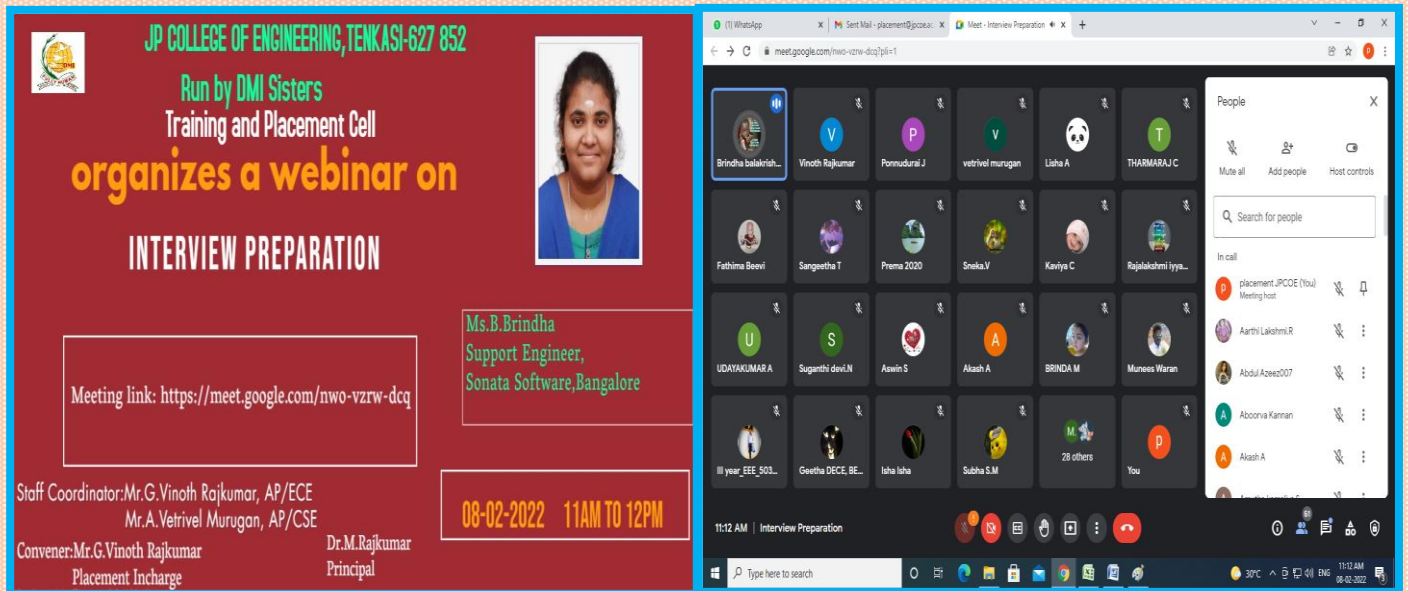 JP COLLEGE OF ENGINEERING,TENKASI-627 852
Run by DMI Sisters
Training and Placement Cell
organizes a webinar on
INTERVIEW PREPARATION
Ms.B.Brindha
Support Engineer,
Sonata Software,Bangalore
Meeting link: https://meet.google.com/nwo-vzrw-dcq
Staff Coordinator:Mr.G.Vinoth Rajkumar, AP/ECE
Mr.A.Vetrivel Murugan, AP/CSE
08-02-2022 11AM TO 12PM
Convener:Mr.G.Vinoth Rajkumar
Placement Incharge
Dr.M.Rajkumar
Principal
(1) WhatsApp
Sent Mail - placement@jpcoe.ac
Meet - Interview Preparation
meet.google.com/nwo-vzrw-dcq?pli=1
Brindha balakrish...
V
Vinoth Rajkumar
P
Ponnudurai J
v
vetrivel murugan
Lisha A
T
THARMARAJ C
Fathima Beevi
Sangeetha T
Prema 2020
Sneka.V
Kaviya C
Rajalakshmi iyya...
U
UDAYAKUMAR A
S
Suganthi devi.N
Aswin S
A
Akash A
BRINDA M
Munees Waran
III year_EEE_503...
Geetha DECE, BE...
Isha Isha
Subha S.M
M.
28 others
p
You
People
Mute all
Add people
Host controls
Search for people
In call
p
placement JPCOE (You)
Meeting host
Aarthi Lakshmi.R
Abdul Azeez007
A
Aboorva Kannan
A
Akash A
11:12 AM | Interview Preparation
61
Type here to search
30°C
ENG
11:12 AM
08-02-2022